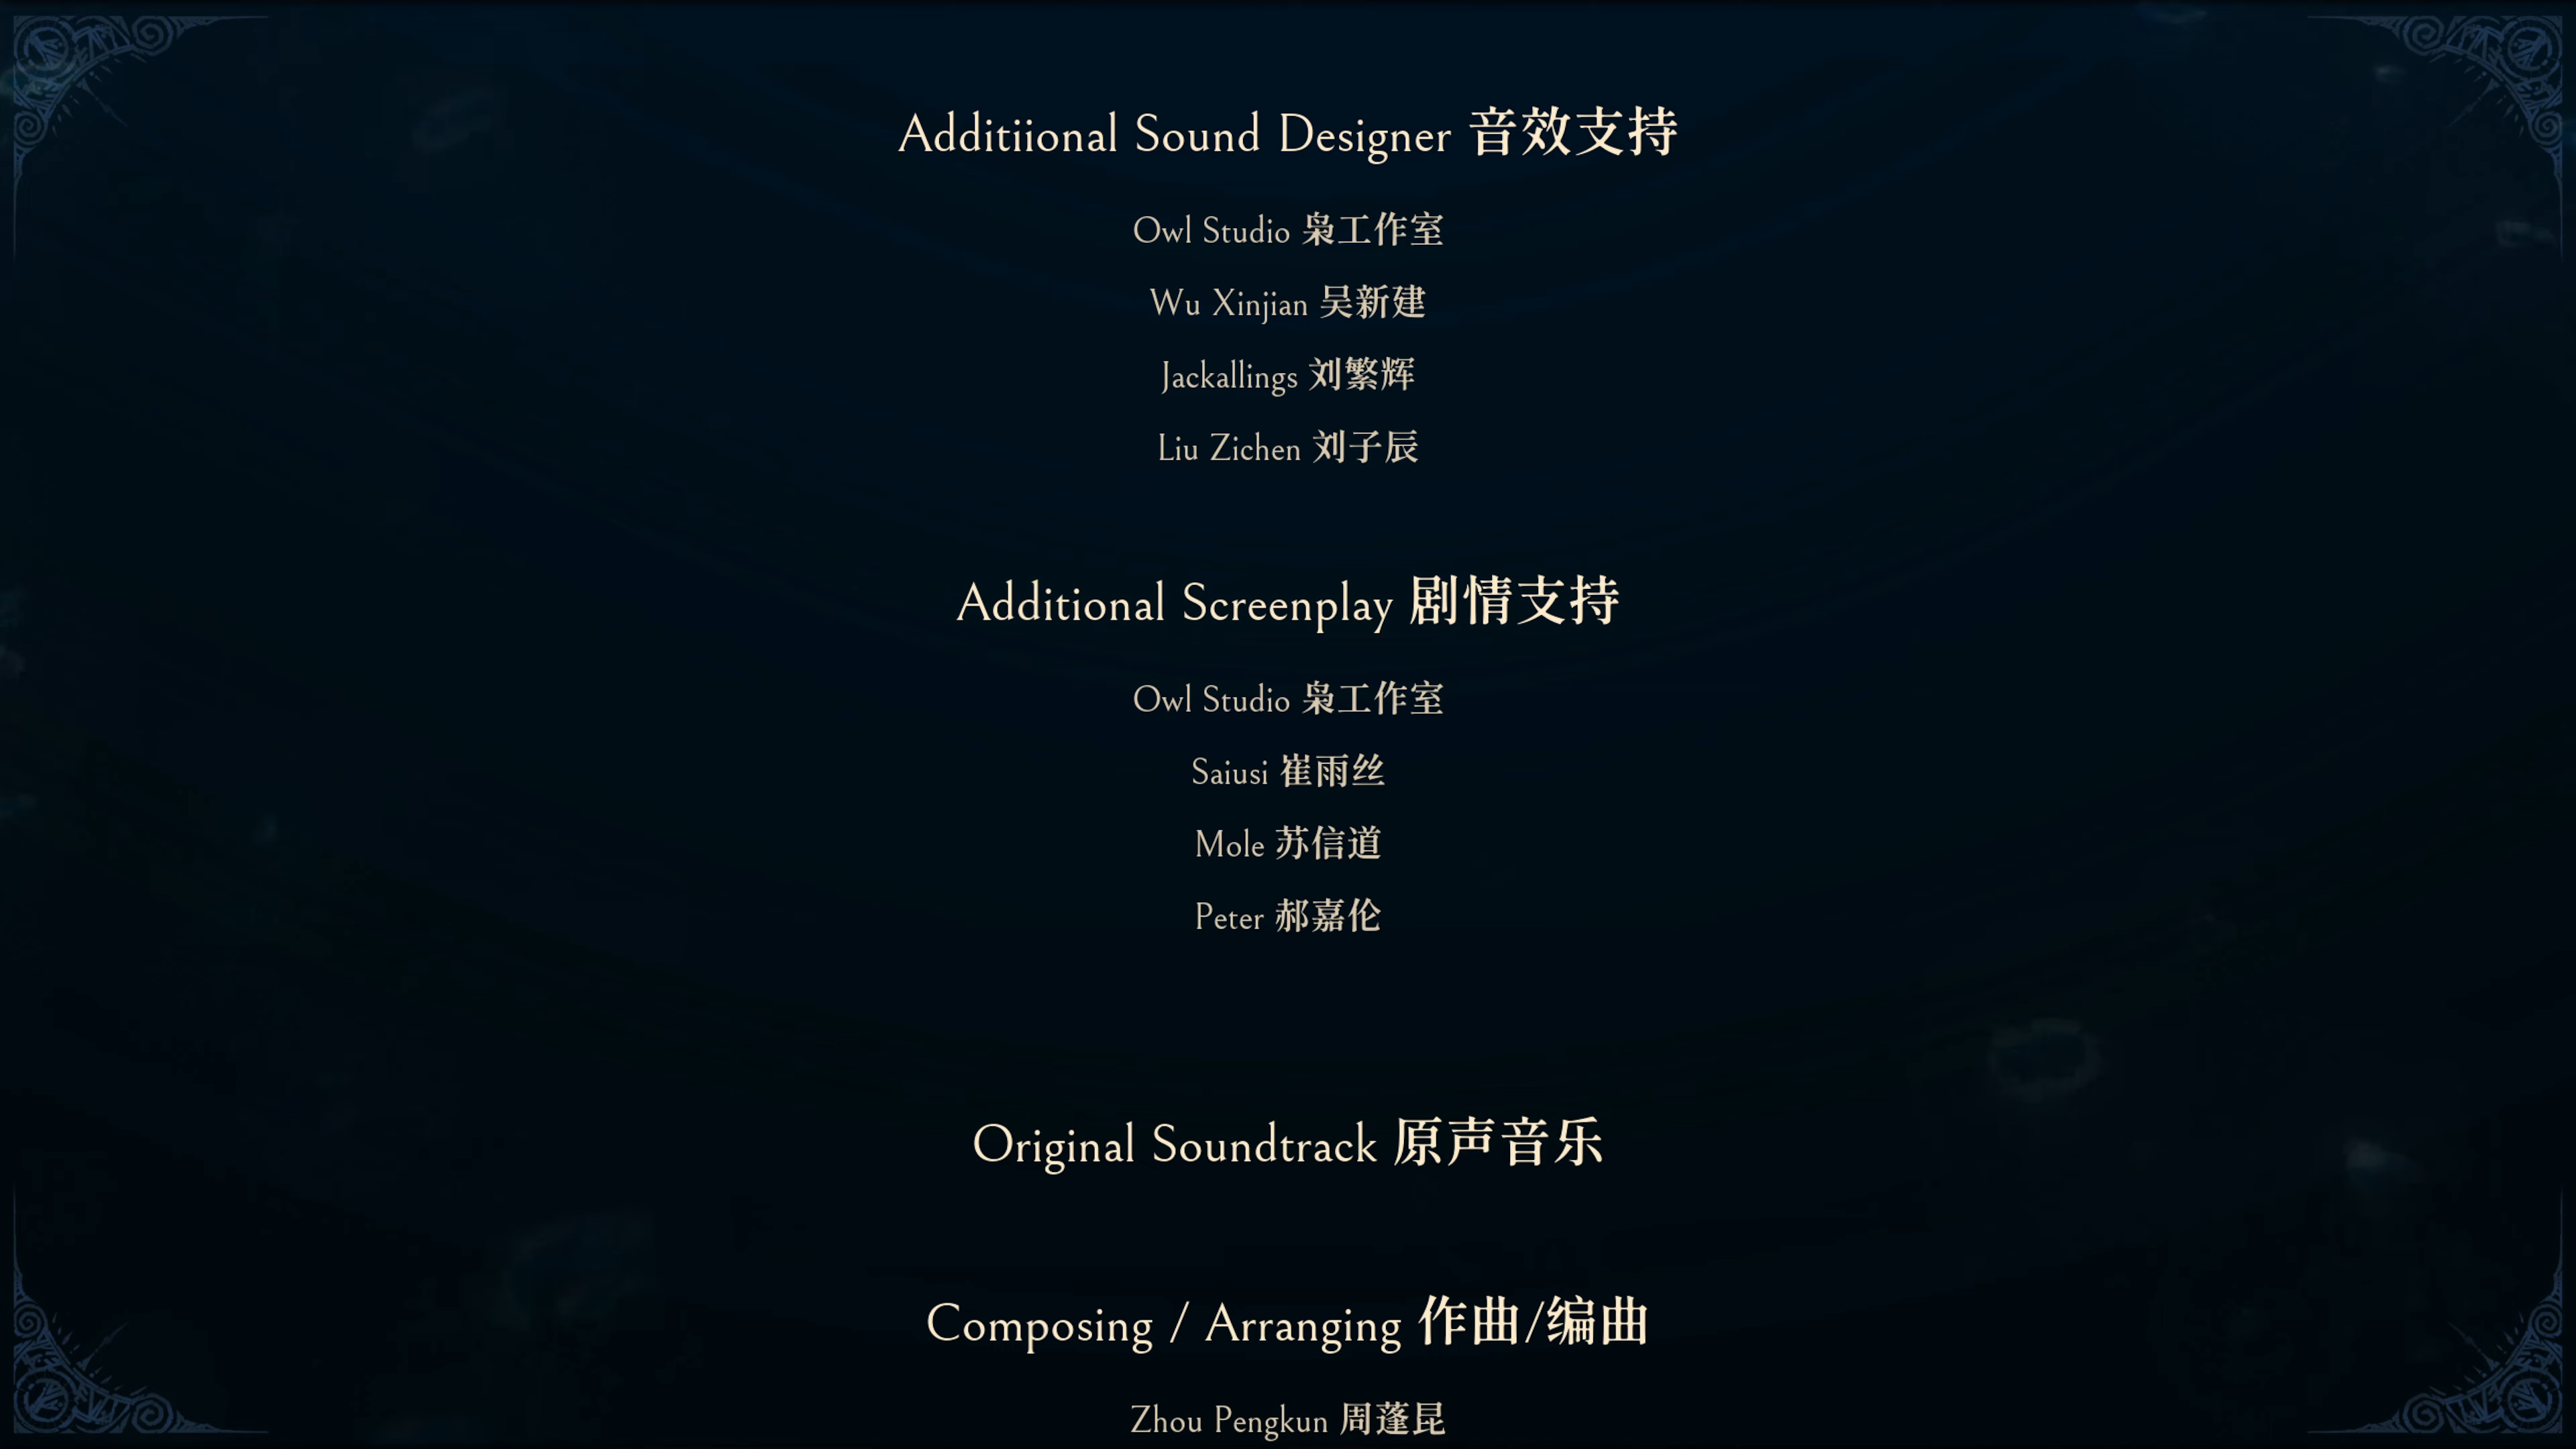 Additiional Sound Designer 音效支持
Owl Studio 枭工作室
Wu Xinjian 吴新建
Jackallings 刘繁辉
Liu Zichen 刘子辰
Additional Screenplay 剧情支持
Owl Studio 枭工作室
Saiusi 崔雨丝
Mole 苏信道
Peter 郝嘉伦
Original Soundtrack 原声音乐
Composing / Arranging 作曲/编曲
Zhou Pengkun 周蓬昆